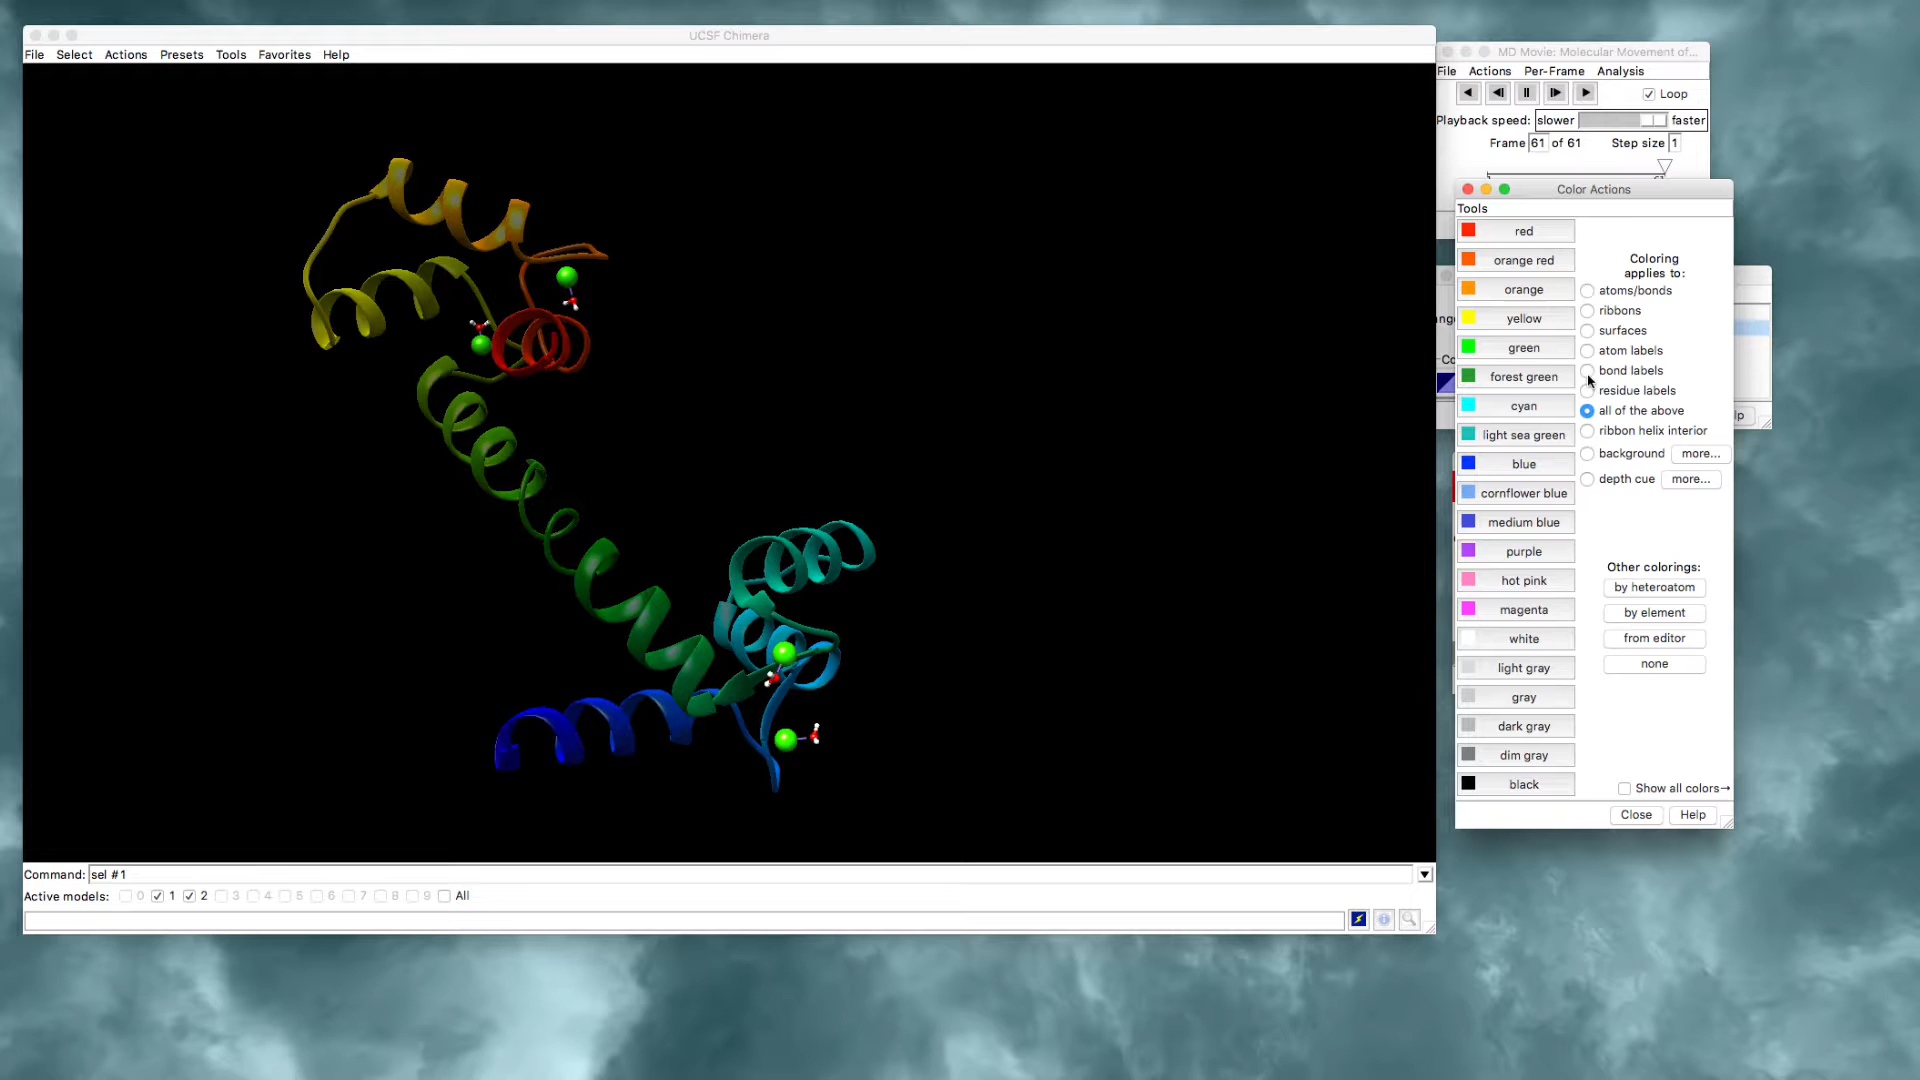 UCSF Chimera
File Select Actions Presets Tools Favorites Help
MD Movie: Molecular Movement of...
File Actions Per-Frame Analysis
Loop
Playback speed: slower faster
Frame 61 of 61 Step size 1
Color Actions
Tools
red
orange red
orange
yellow
green
forest green
cyan
light sea green
blue
cornflower blue
medium blue
purple
hot pink
magenta
white
light gray
gray
dark gray
dim gray
black
Coloring
applies to:
atoms/bonds
ribbons
surfaces
atom labels
bond labels
residue labels
all of the above
ribbon helix interior
background more...
depth cue more...
Other colorings:
by heteroatom
by element
from editor
none
Show all colors→
Close Help
Command: sel #1
Active models: 0 1 2 3 4 5 6 7 8 9 All